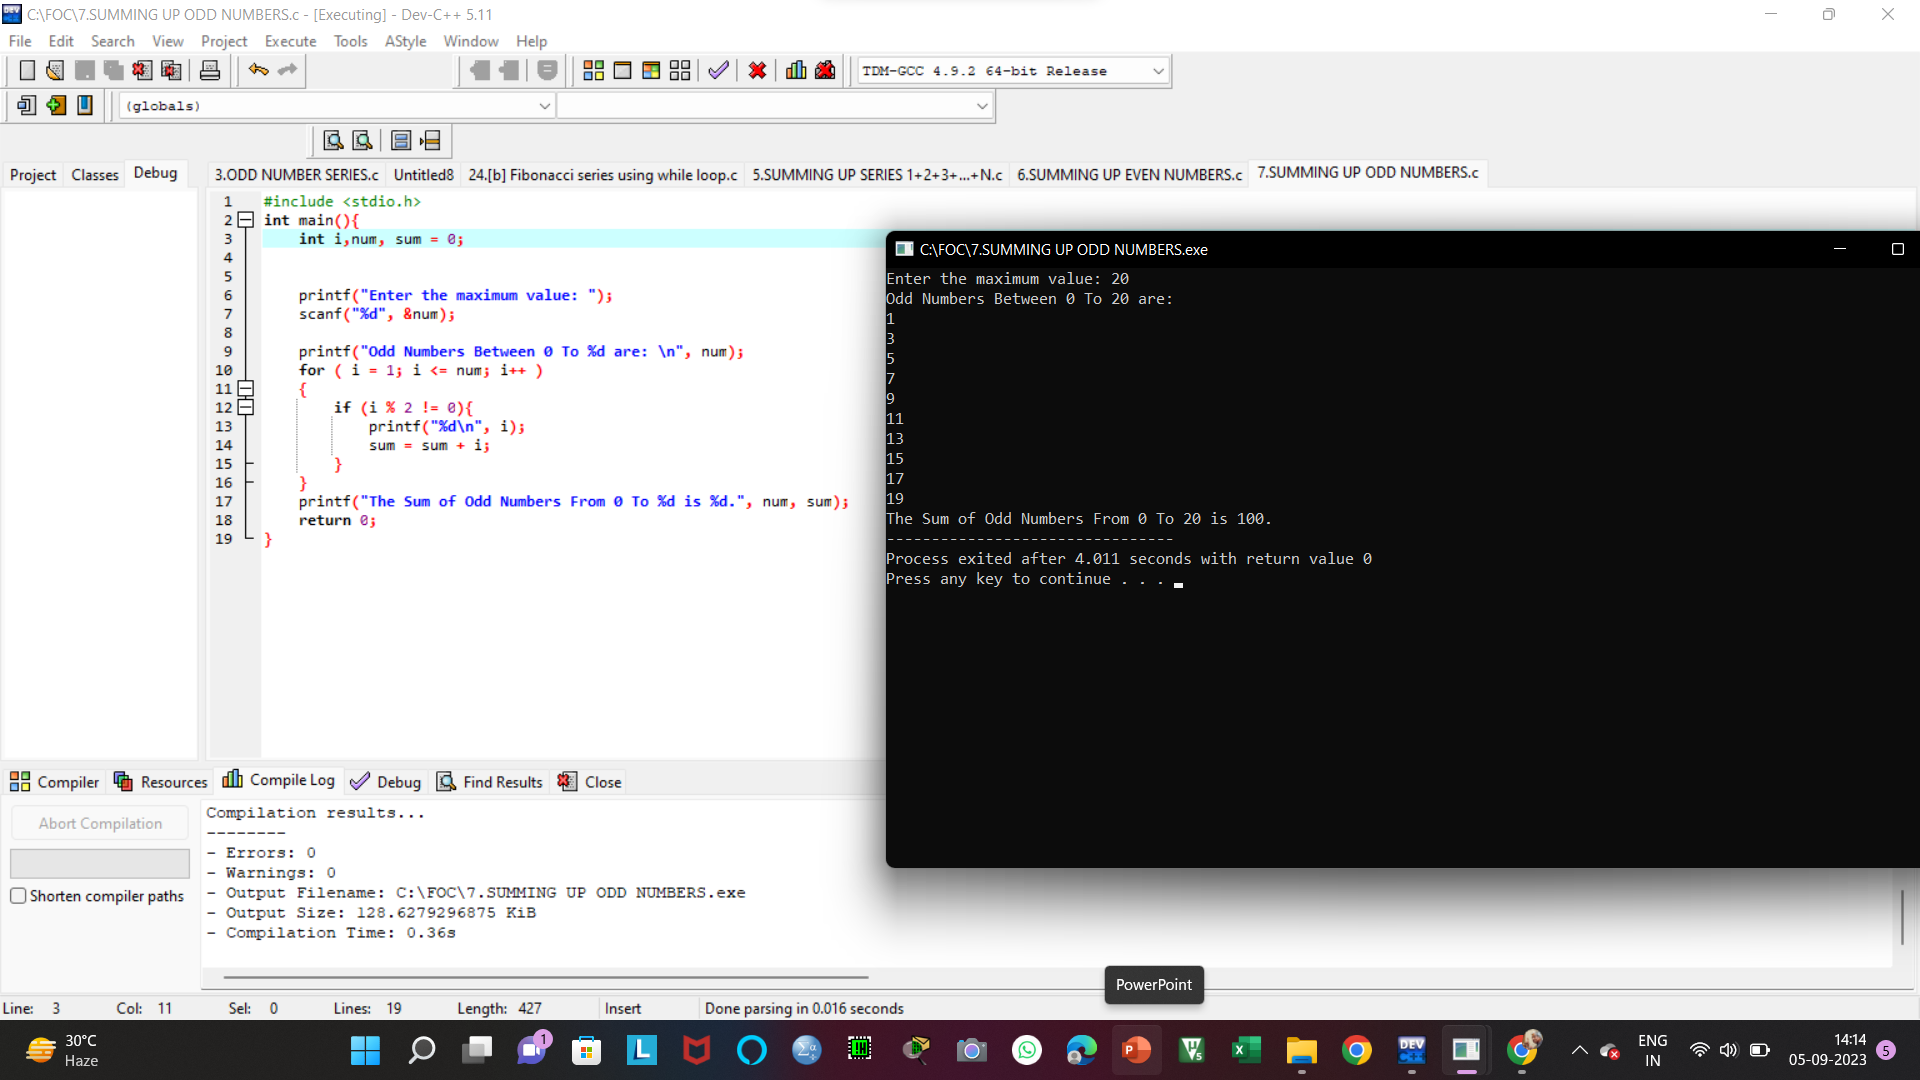 C:\FOC\7.SUMMING UP ODD NUMBERS.c - [Executing] - Dev-C++ 5.11
File Edit Search View Project Execute Tools AStyle Window Help
TDM-GCC 4.9.2 64-bit Release
(globals)
Project Classes Debug
3.ODD NUMBER SERIES.c Untitled8 24.[b] Fibonacci series using while loop.c 5.SUMMING UP SERIES 1+2+3+...+N.c 6.SUMMING UP EVEN NUMBERS.c 7.SUMMING UP ODD NUMBERS.c
1 #include <stdio.h>
2 int main(){
3 int i,num, sum = 0;
4
5
6 printf("Enter the maximum value: ");
7 scanf("%d", &num);
8
9 printf("Odd Numbers Between 0 To %d are: \n", num);
10 for ( i = 1; i <= num; i++ )
11 {
12 if (i % 2 != 0){
13 printf("%d\n", i);
14 sum = sum + i;
15 }
16 }
17 printf("The Sum of Odd Numbers From 0 To %d is %d.", num, sum);
18 return 0;
19 }
C:\FOC\7.SUMMING UP ODD NUMBERS.exe
Enter the maximum value: 20
Odd Numbers Between 0 To 20 are:
1
3
5
7
9
11
13
15
17
19
The Sum of Odd Numbers From 0 To 20 is 100.
--------------------------------
Process exited after 4.011 seconds with return value 0
Press any key to continue . . .
Compiler Resources Compile Log Debug Find Results Close
Abort Compilation
Shorten compiler paths
Compilation results...
--------
- Errors: 0
- Warnings: 0
- Output Filename: C:\FOC\7.SUMMING UP ODD NUMBERS.exe
- Output Size: 128.6279296875 KiB
- Compilation Time: 0.36s
PowerPoint
Line: 3 Col: 11 Sel: 0 Lines: 19 Length: 427 Insert Done parsing in 0.016 seconds
30°C
Haze
1
ENG
IN
14:14
05-09-2023
5